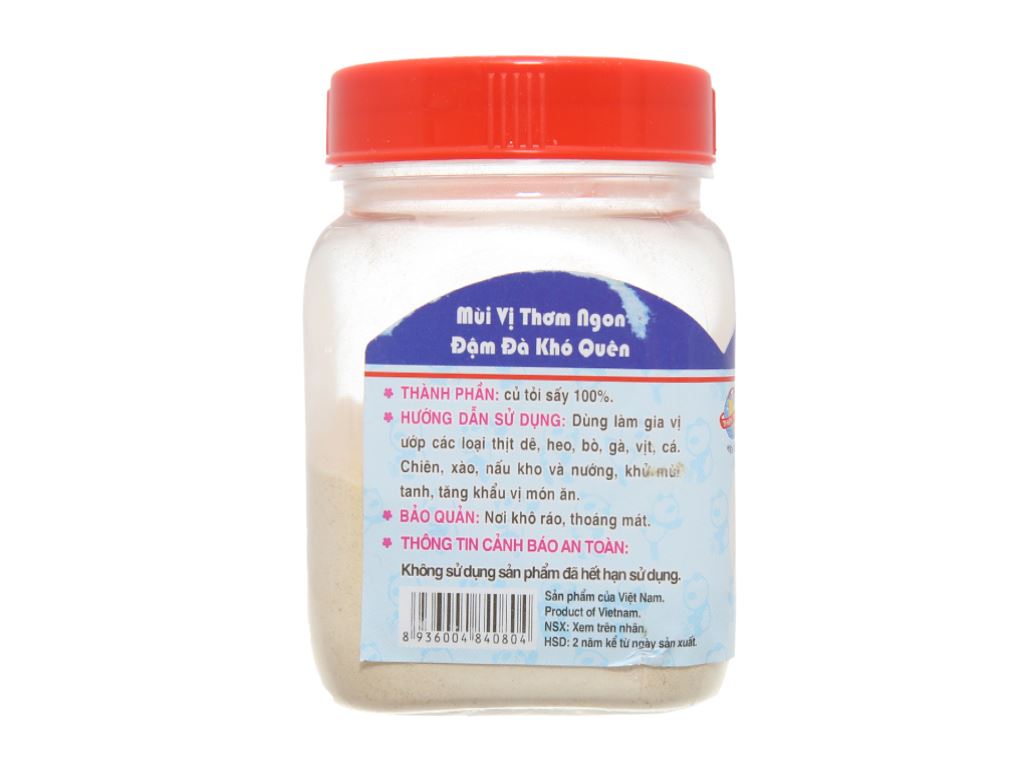 Mùi Vị Thơm Ngon
Đậm Đà Khó Quên
THÀNH PHẦN: củ tỏi sấy 100%.
HƯỚNG DẪN SỬ DỤNG: Dùng làm gia vị
ướp các loại thịt dê, heo, bò, gà, vịt, cá.
Chiên, xào, nấu kho và nướng, khử mùi
tanh, tăng khẩu vị món ăn.
BẢO QUẢN: Nơi khô ráo, thoáng mát.
THÔNG TIN CẢNH BÁO AN TOÀN:
Không sử dụng sản phẩm đã hết hạn sử dụng.
Sản phẩm của Việt Nam.
Product of Vietnam.
NSX: Xem trên nhãn.
HSD: 2 năm kể từ ngày sản xuất.
8 936004 840804